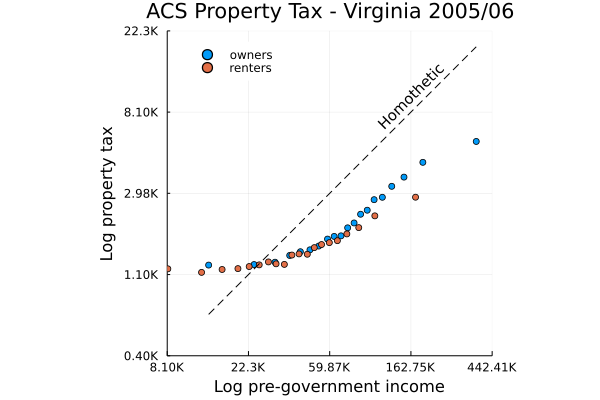 ACS Property Tax - Virginia 2005/06
22.3K
owners
renters
Homothetic
8.10K
Log property tax
2.98K
1.10K
0.40K
8.10K 22.3K 59.87K 162.75K 442.41K
Log pre-government income